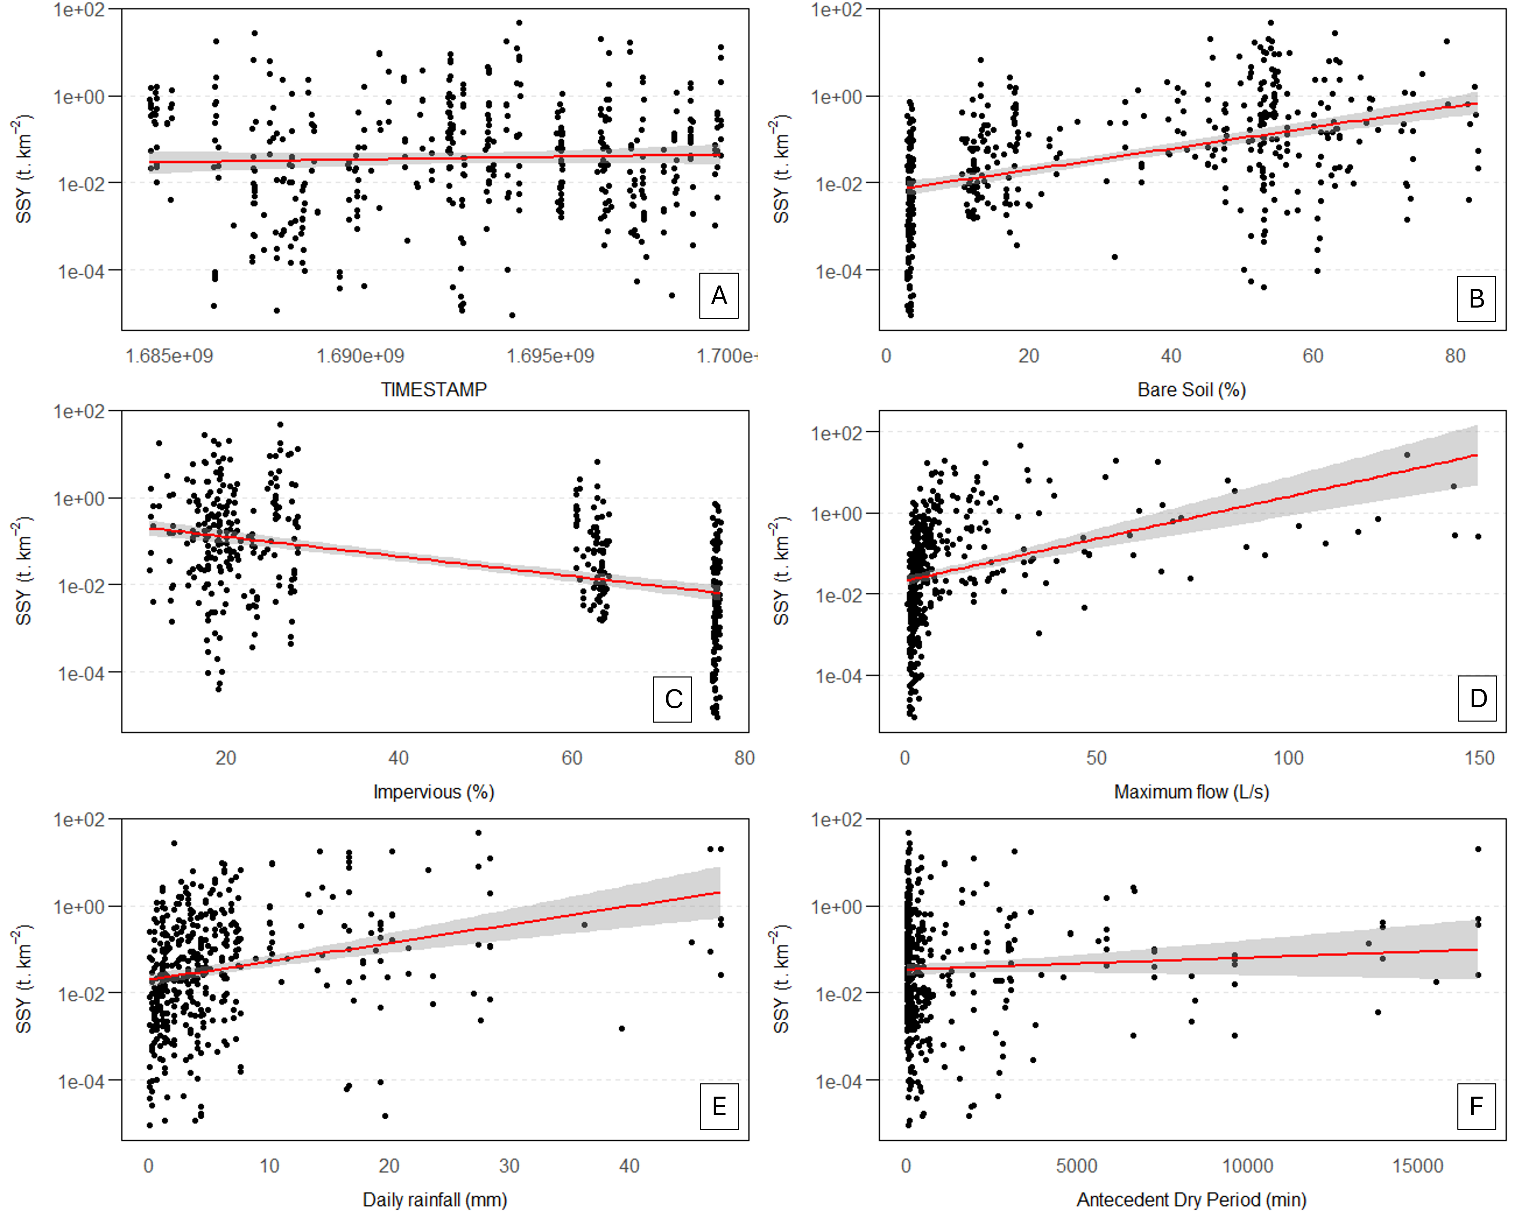 1e+02
1e+00
1e-02
1e-04
SSY (t. km⁻²)
A
1.685e+09 1.690e+09 1.695e+09 1.700e-
TIMESTAMP
1e+02
1e+00
1e-02
1e-04
SSY (t. km⁻²)
B
0 20 40 60 80
Bare Soil (%)
1e+02
1e+00
1e-02
1e-04
SSY (t. km⁻²)
C
20 40 60 80
Impervious (%)
1e+02
1e+00
1e-02
1e-04
SSY (t. km⁻²)
D
0 50 100 150
Maximum flow (L/s)
1e+02
1e+00
1e-02
1e-04
SSY (t. km⁻²)
E
0 10 20 30 40
Daily rainfall (mm)
1e+02
1e+00
1e-02
1e-04
SSY (t. km⁻²)
F
0 5000 10000 15000
Antecedent Dry Period (min)